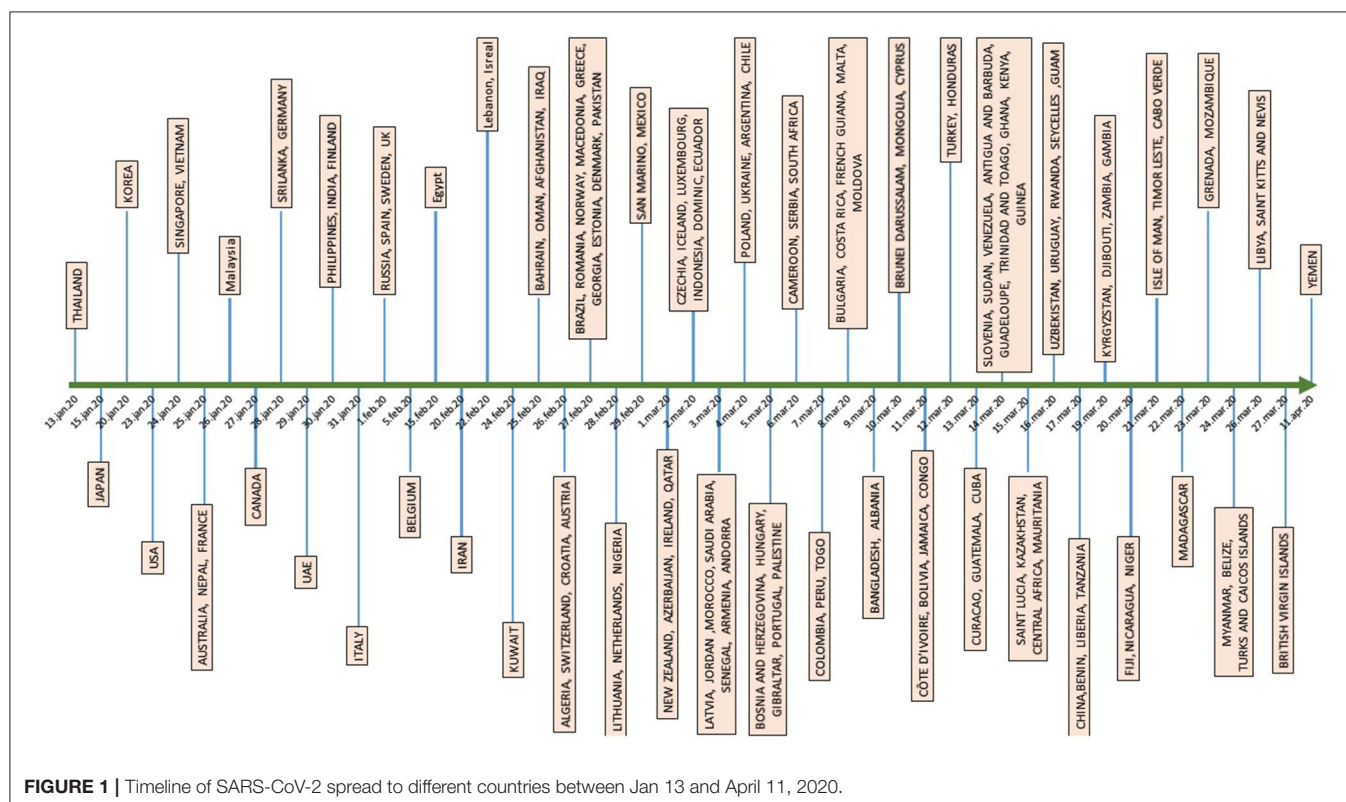 THAILAND
KOREA
SINGAPORE, VIETNAM
Malaysia
SRILANKA, GERMANY
PHILIPPINES, INDIA, FINLAND
RUSSIA, SPAIN, SWEDEN, UK
Egypt
Lebanon, Isreal
BAHRAIN, OMAN, AFGHANISTAN, IRAQ
BRAZIL, ROMANIA, NORWAY, MACEDONIA, GREECE,
GEORGIA, ESTONIA, DENMARK, PAKISTAN
SAN MARINO, MEXICO
CZECHIA, ICELAND, LUXEMBOURG,
INDONESIA, DOMINIC, ECUADOR
POLAND, UKRAINE, ARGENTINA, CHILE
CAMEROON, SERBIA, SOUTH AFRICA
BULGARIA, COSTA RICA, FRENCH GUIANA, MALTA,
MOLDOVA
BRUNEI DARUSSALAM, MONGOLIA, CYPRUS
TURKEY, HONDURAS
SLOVENIA, SUDAN, VENEZUELA, ANTIGUA AND BARBUDA,
GUADELOUPE, TRINIDAD AND TOAGO, GHANA, KENYA,
GUINEA
UZBEKISTAN, URUGUAY, RWANDA, SEYCELLES ,GUAM
KYRGYZSTAN, DJIBOUTI, ZAMBIA, GAMBIA
ISLE OF MAN, TIMOR LESTE, CABO VERDE
GRENADA, MOZAMBIQUE
LIBYA, SAINT KITTS AND NEVIS
YEMEN
13.jan.20
15.jan.20
20.jan.20
23.jan.20
24.jan.20
25.jan.20
26.jan.20
27.jan.20
28.jan.20
29.jan.20
30.jan.20
31.jan.20
1.feb.20
5.feb.20
15.feb.20
20.feb.20
22.feb.20
24.feb.20
25.feb.20
26.feb.20
27.feb.20
28.feb.20
29.feb.20
1.mar.20
2.mar.20
3.mar.20
4.mar.20
5.mar.20
6.mar.20
7.mar.20
8.mar.20
9.mar.20
10.mar.20
11.mar.20
12.mar.20
13.mar.20
14.mar.20
15.mar.20
16.mar.20
17.mar.20
19.mar.20
20.mar.20
21.mar.20
22.mar.20
23.mar.20
24.mar.20
26.mar.20
27.mar.20
11.apr.20
JAPAN
USA
AUSTRALIA, NEPAL, FRANCE
CANADA
UAE
ITALY
BELGIUM
IRAN
KUWAIT
ALGERIA, SWITZERLAND, CROATIA, AUSTRIA
LITHUANIA, NETHERLANDS, NIGERIA
NEW ZEALAND, AZERBAIJAN, IRELAND, QATAR
LATVIA, JORDAN ,MOROCCO, SAUDI ARABIA,
SENEGAL, ARMENIA, ANDORRA
BOSNIA AND HERZEGOVINA, HUNGARY,
GIBRALTAR, PORTUGAL, PALESTINE
COLOMBIA, PERU, TOGO
BANGLADESH, ALBANIA
CÔTE D'IVOIRE, BOLIVIA, JAMAICA, CONGO
CURACAO, GUATEMALA, CUBA
SAINT LUCIA, KAZAKHSTAN,
CENTRAL AFRICA, MAURITANIA
CHINA,BENIN, LIBERIA, TANZANIA
FIJI, NICARAGUA, NIGER
MADAGASCAR
MYANMAR, BELIZE,
TURKS AND CAICOS ISLANDS
BRITISH VIRGIN ISLANDS
FIGURE 1 | Timeline of SARS-CoV-2 spread to different countries between Jan 13 and April 11, 2020.